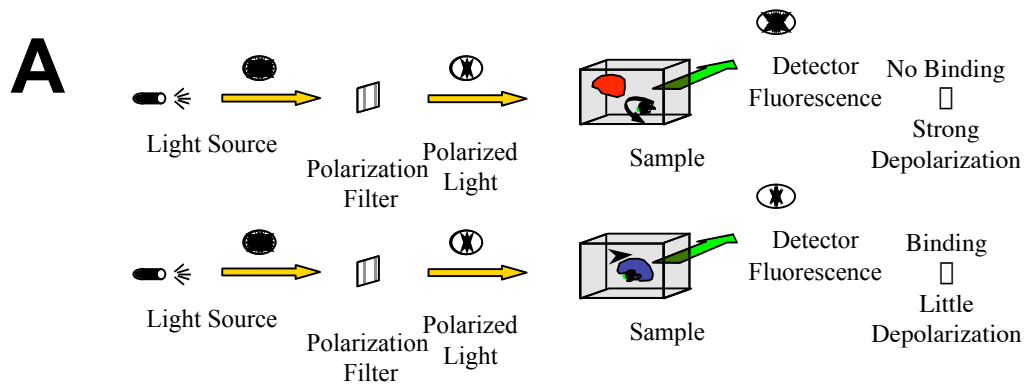 A
Light Source
Polarization
Filter
Polarized
Light
Sample
Detector
Fluorescence
No Binding
Strong
Depolarization
Light Source
Polarization
Filter
Polarized
Light
Sample
Detector
Fluorescence
Binding
Little
Depolarization